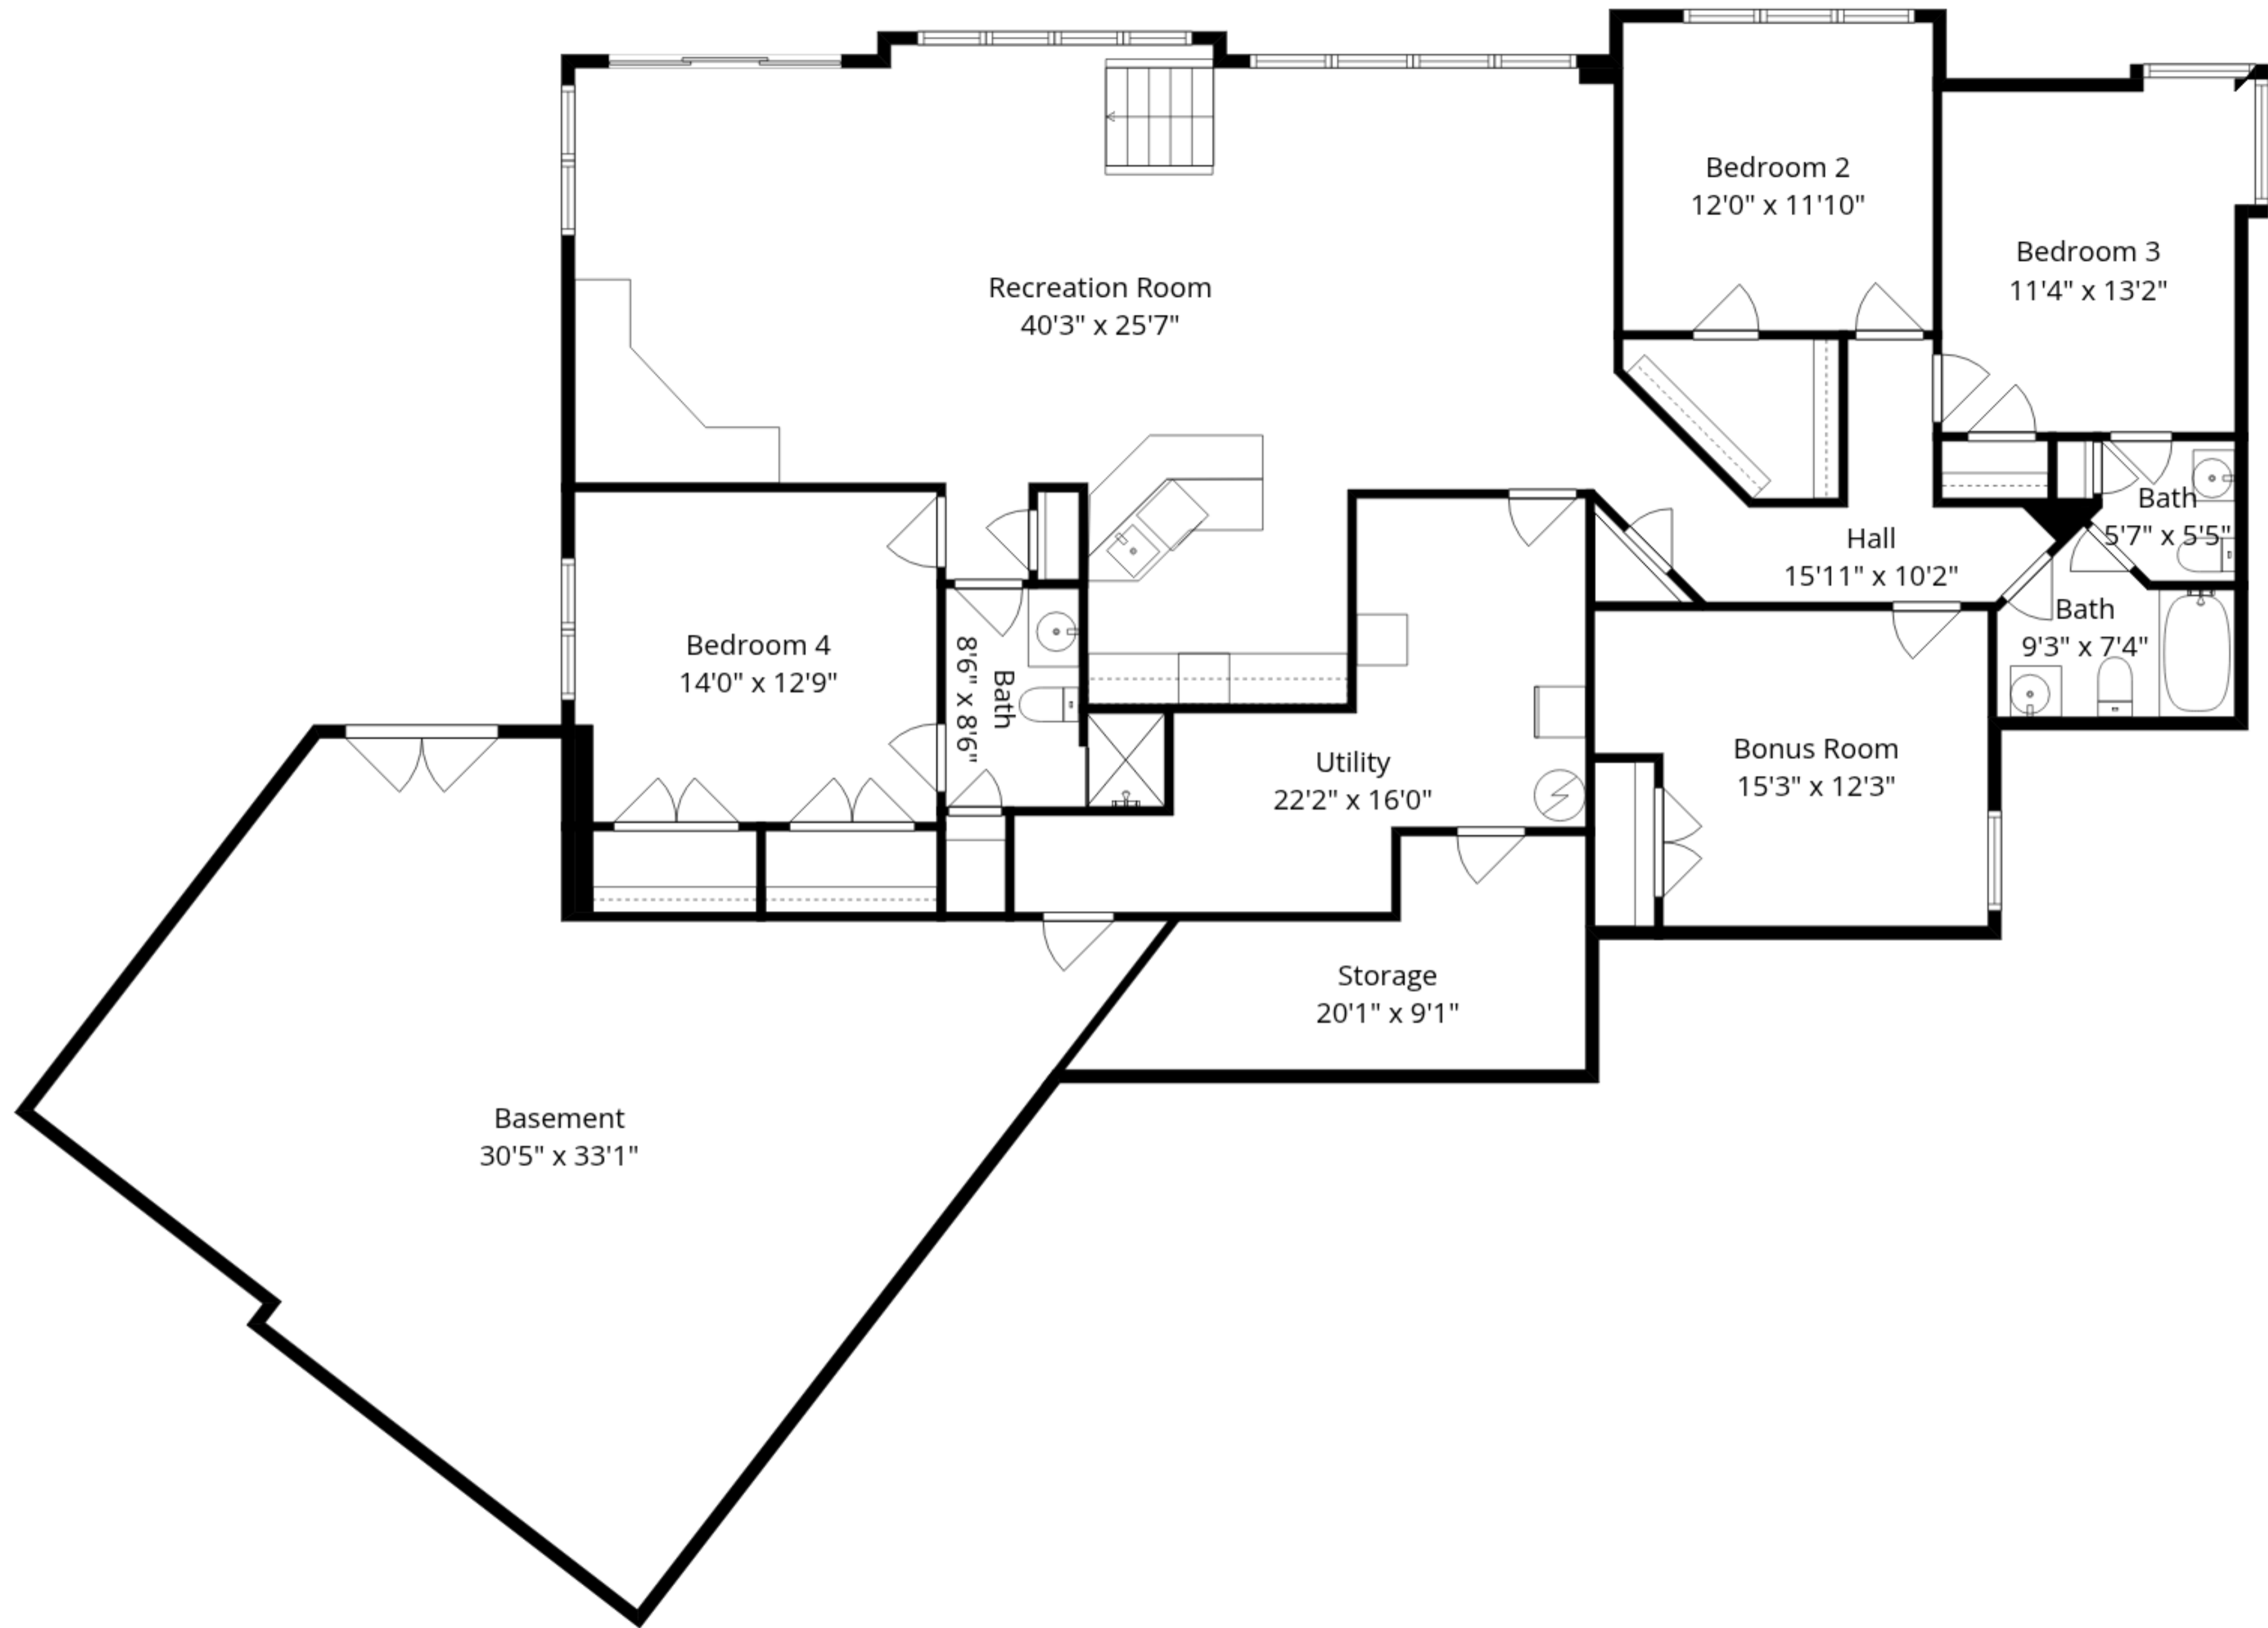 Bedroom 2
12'0" x 11'10"
Bedroom 3
11'4" x 13'2"
Recreation Room
40'3" x 25'7"
Bath
5'7" x 5'5"
Hall
15'11" x 10'2"
Bath
9'3" x 7'4"
Bedroom 4
14'0" x 12'9"
Bath
8'6" x 8'6"
Utility
22'2" x 16'0"
Bonus Room
15'3" x 12'3"
Storage
20'1" x 9'1"
Basement
30'5" x 33'1"